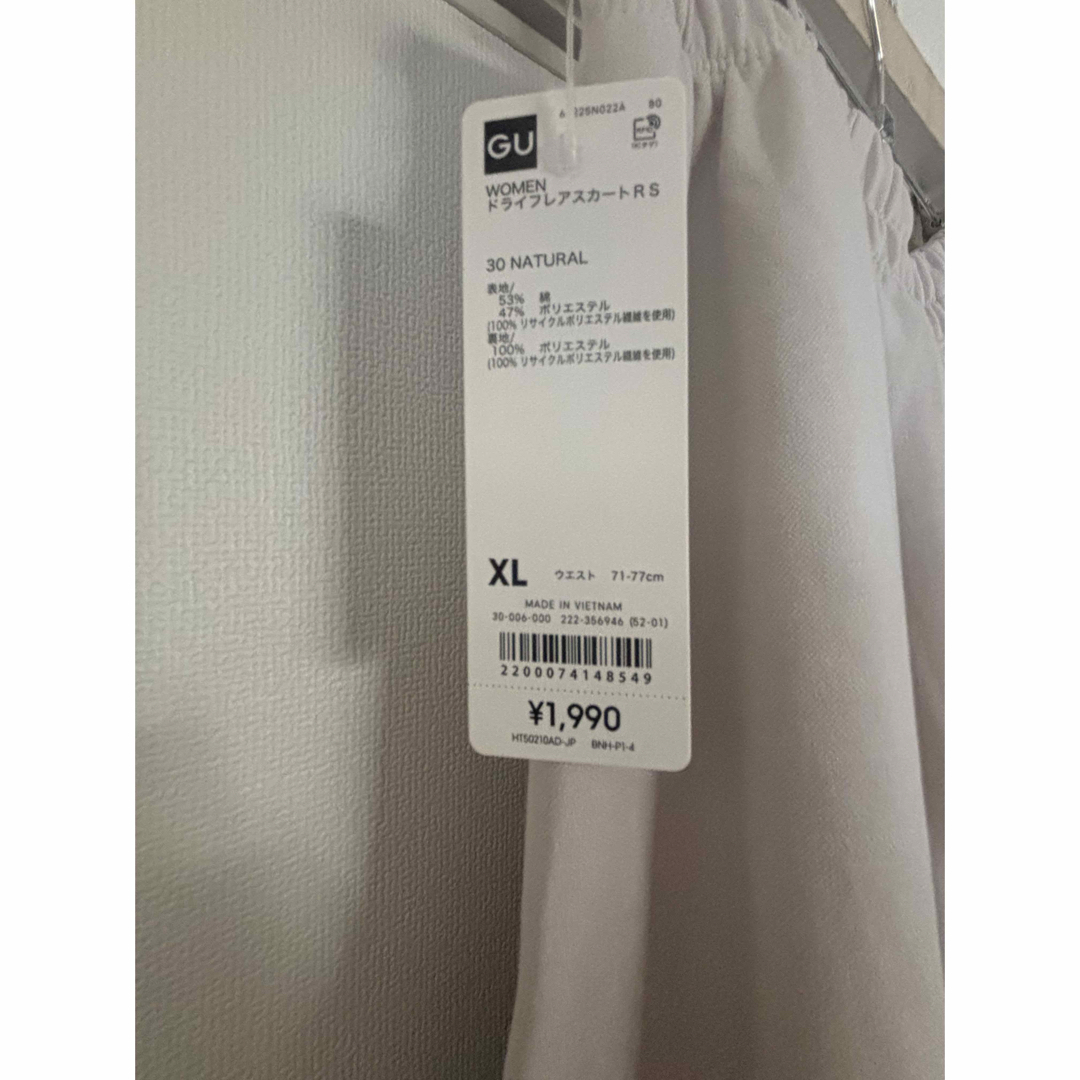 80
GU
WOMEN
ドライフレアスカートRS
30 NATURAL
表地/
53% 綿
47% ポリエステル
(100% リサイクルポリエステル繊維を使用)
裏地/
100% ポリエステル
(100% リサイクルポリエステル繊維を使用)
XL ウエスト 71-77cm
MADE IN VIETNAM
30-006-000 222-356946 (52-01)
2200074148549
¥1,990
HT50210AD-JP BNH-P1-4